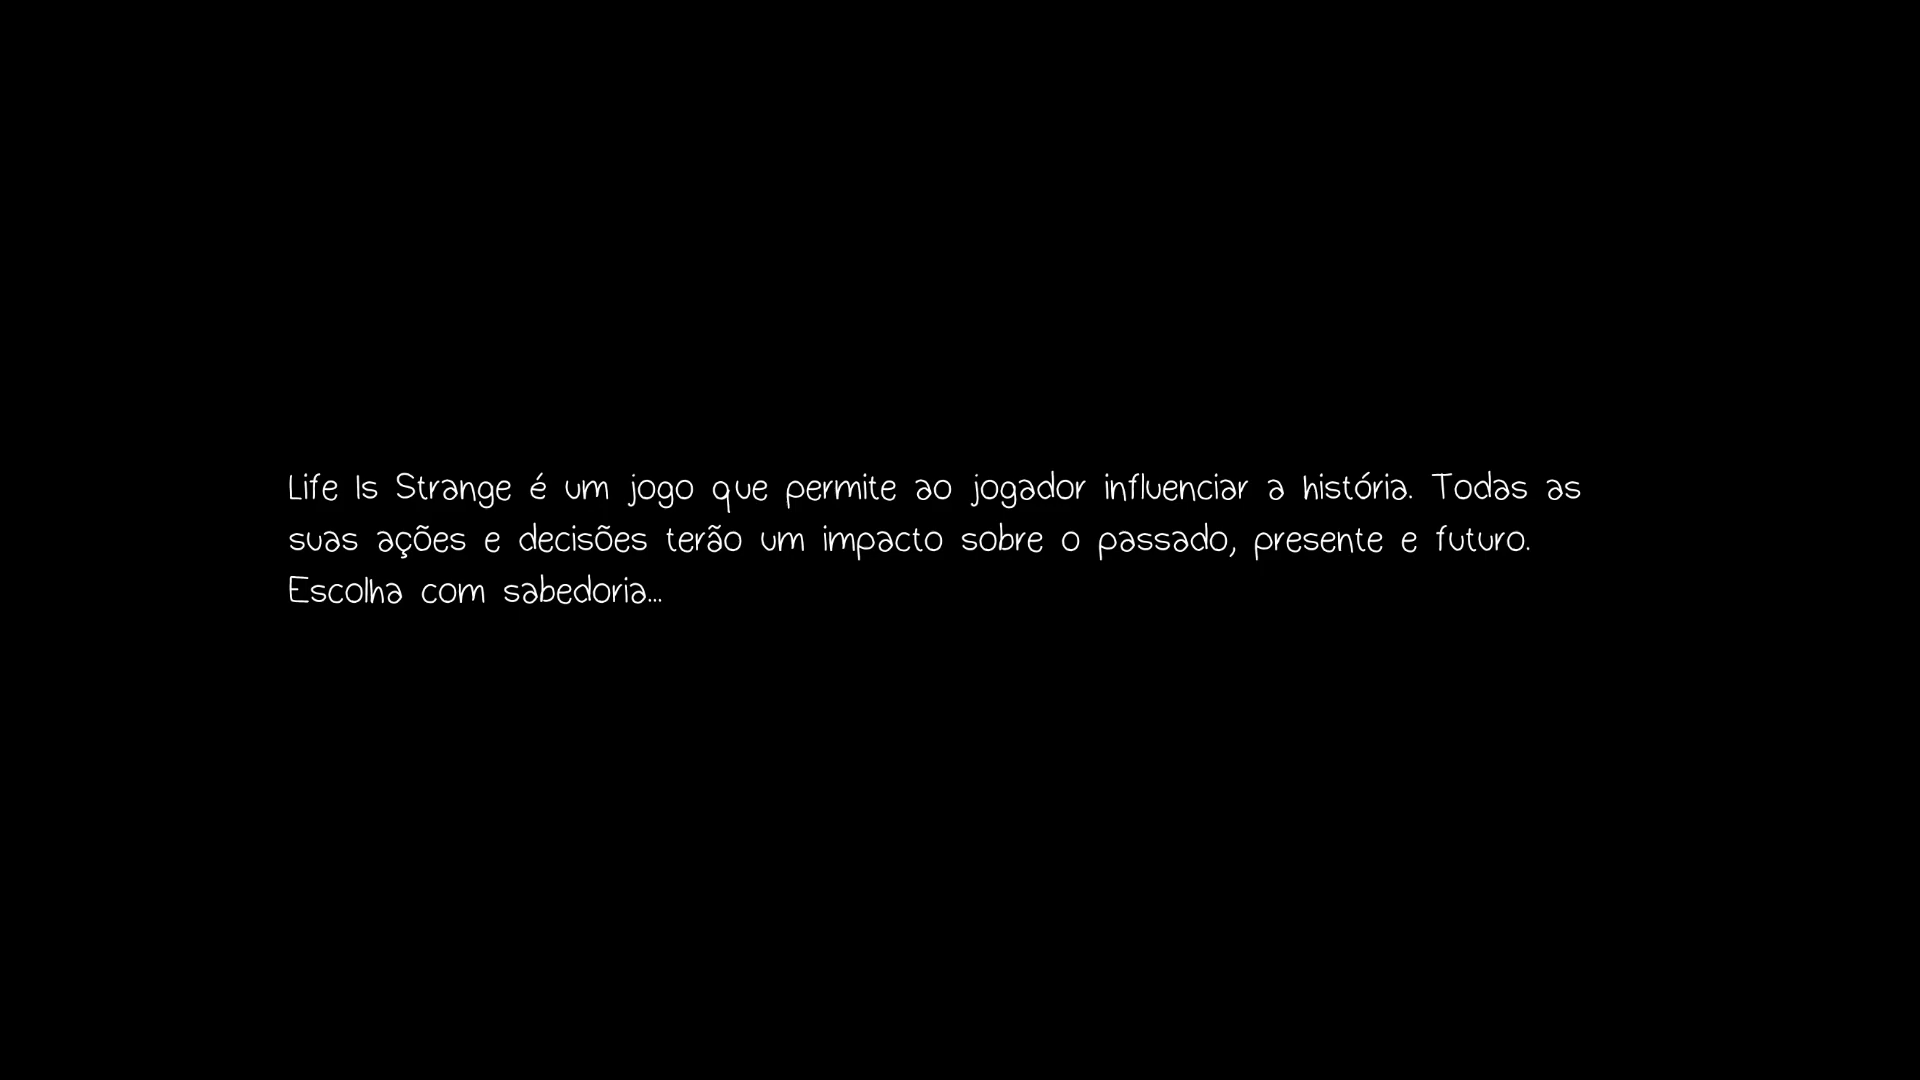 Life Is Strange é um jogo que permite ao jogador influenciar a história. Todas as
suas ações e decisões terão um impacto sobre o passado, presente e futuro.
Escolha com sabedoria...